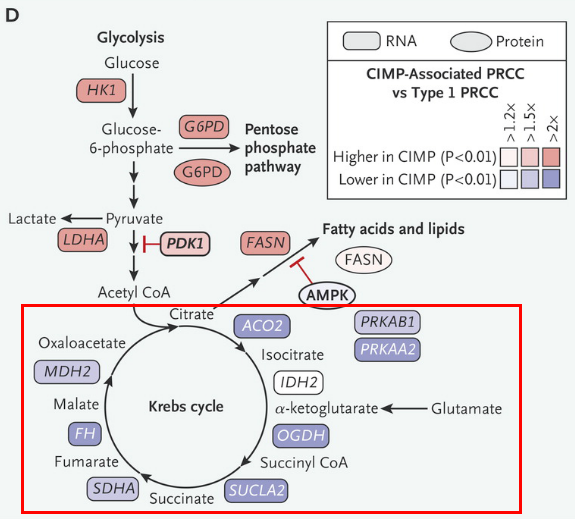 D
Glycolysis
Glucose
HK1
Glucose-
6-phosphate
G6PD
G6PD
Pentose
phosphate
pathway
Lactate
Pyruvate
LDHA
PDK1
Acetyl CoA
FASN
Fatty acids and lipids
FASN
AMPK
PRKAB1
PRKAA2
Citrate
ACO2
Isocitrate
IDH2
α-ketoglutarate
Glutamate
OGDH
Succinyl CoA
SUCLA2
Succinate
SDHA
Fumarate
FH
Malate
MDH2
Oxaloacetate
Krebs cycle
RNA
Protein
CIMP-Associated PRCC
vs Type 1 PRCC
>1.2×
>1.5×
>2×
Higher in CIMP (P<0.01)
Lower in CIMP (P<0.01)